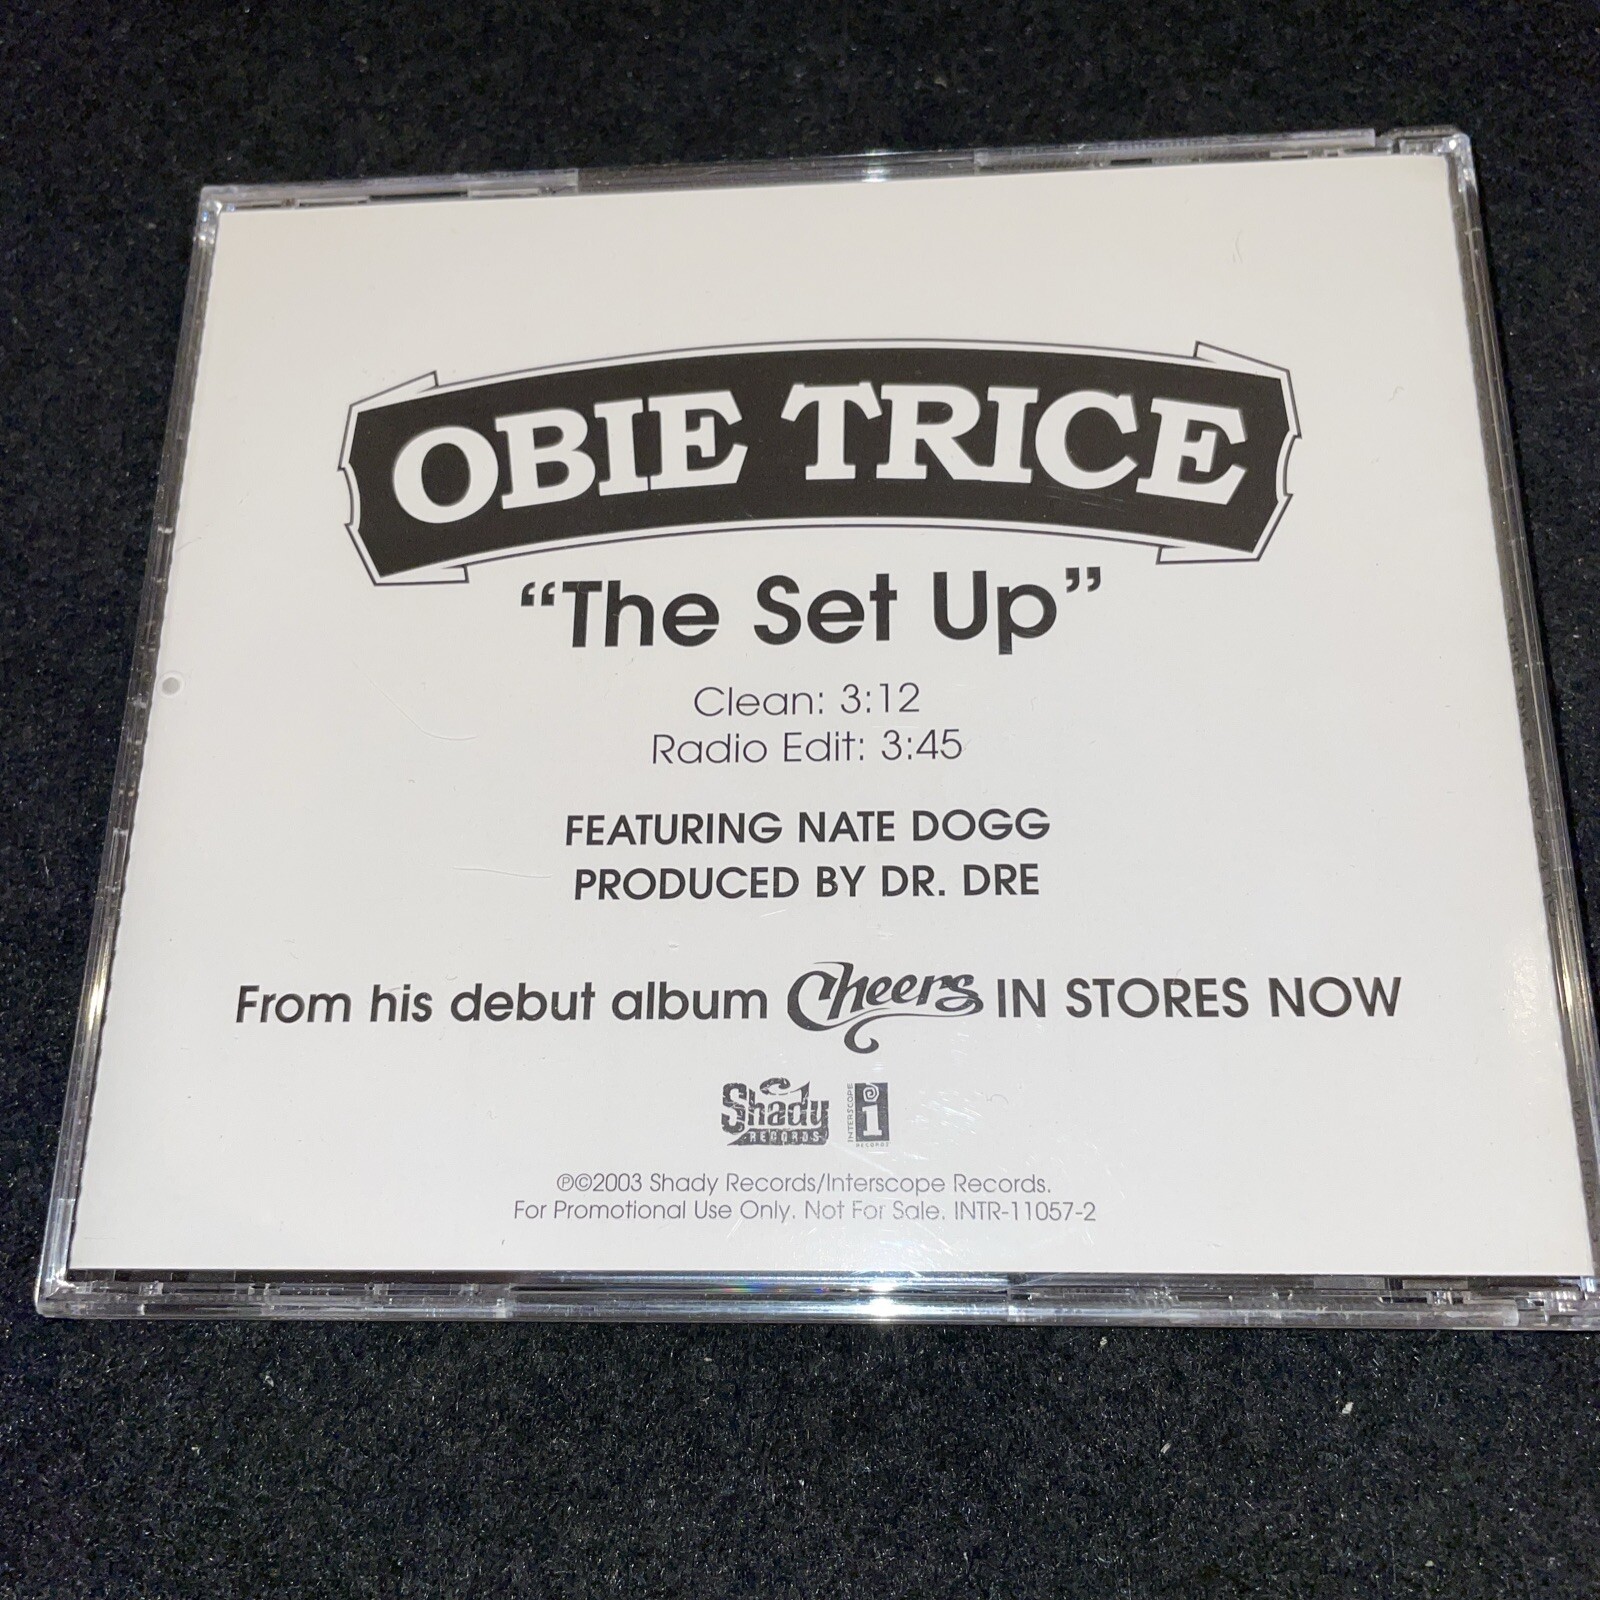 OBIE TRICE
“The Set Up”
Clean: 3:12
Radio Edit: 3:45
FEATURING NATE DOGG
PRODUCED BY DR. DRE
From his debut album Cheers IN STORES NOW
Shady
RECORDS
INTERSCOPE
i
RECORDS
℗©2003 Shady Records/Interscope Records.
For Promotional Use Only. Not For Sale. INTR-11057-2